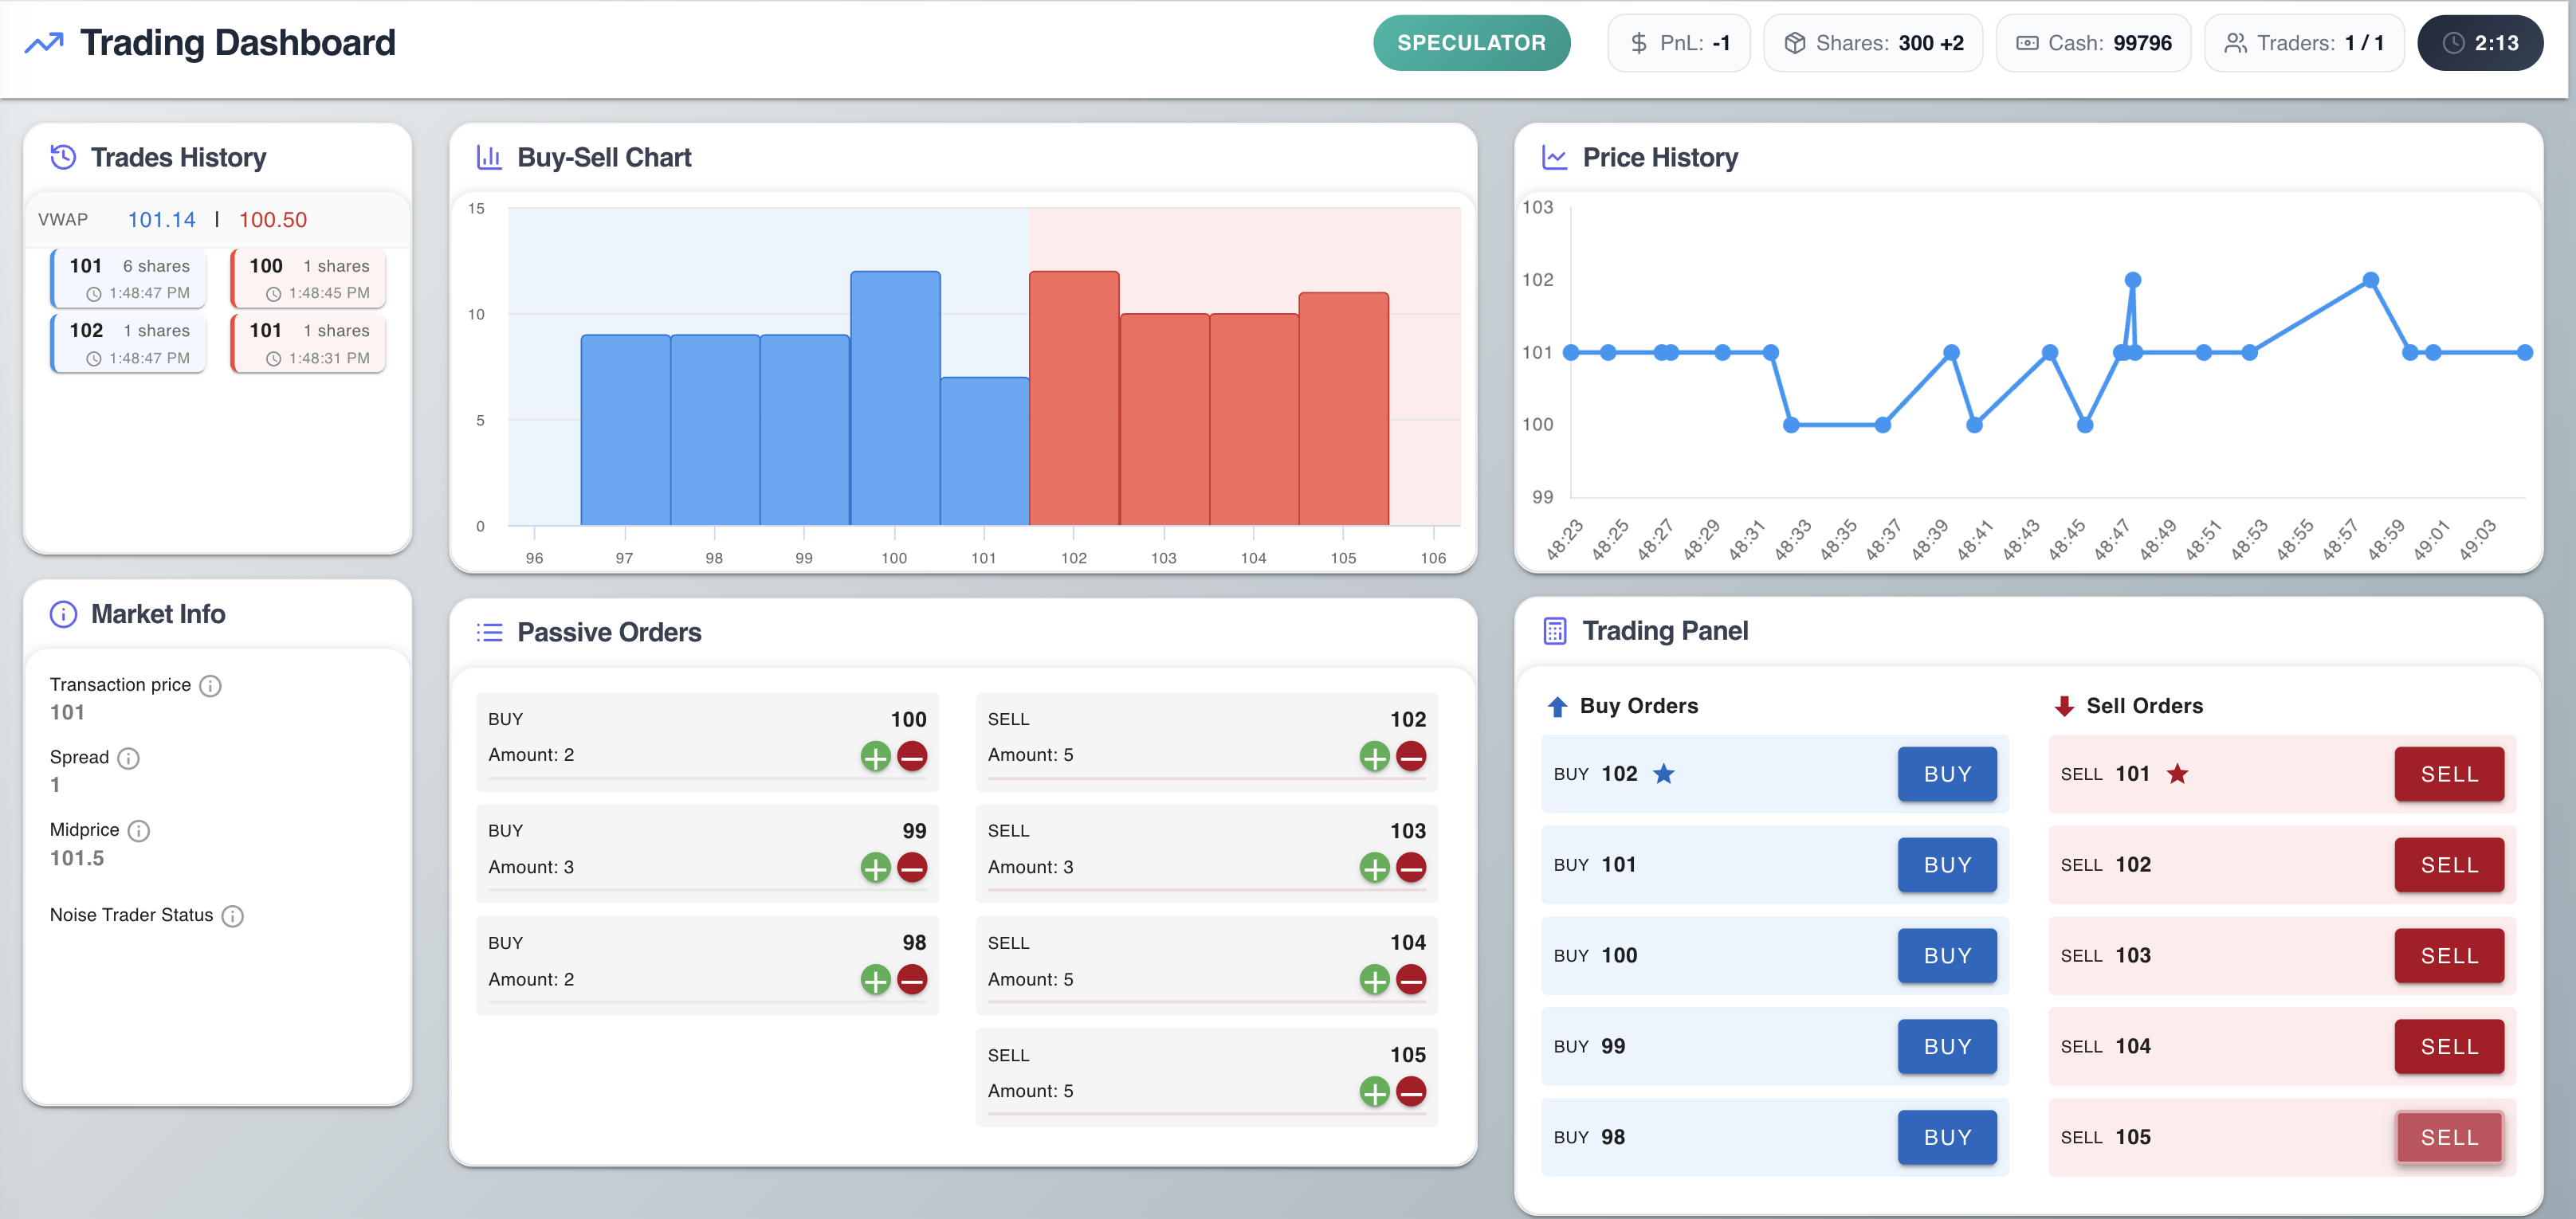 Trading Dashboard
SPECULATOR
PnL: -1
Shares: 300 +2
Cash: 99796
Traders: 1 / 1
2:13
Trades History
VWAP 101.14 | 100.50
101 6 shares
1:48:47 PM
100 1 shares
1:48:45 PM
102 1 shares
1:48:47 PM
101 1 shares
1:48:31 PM
Market Info
Transaction price
101
Spread
1
Midprice
101.5
Noise Trader Status
Buy-Sell Chart
15
10
5
0
96 97 98 99 100 101 102 103 104 105 106
Passive Orders
BUY 100
Amount: 2
BUY 99
Amount: 3
BUY 98
Amount: 2
SELL 102
Amount: 5
SELL 103
Amount: 3
SELL 104
Amount: 5
SELL 105
Amount: 5
Price History
103
102
101
100
99
48:23 48:25 48:27 48:29 48:31 48:33 48:35 48:37 48:39 48:41 48:43 48:45 48:47 48:49 48:51 48:53 48:55 48:57 48:59 49:01 49:03
Trading Panel
Buy Orders
BUY 102 BUY
BUY 101 BUY
BUY 100 BUY
BUY 99 BUY
BUY 98 BUY
Sell Orders
SELL 101 SELL
SELL 102 SELL
SELL 103 SELL
SELL 104 SELL
SELL 105 SELL